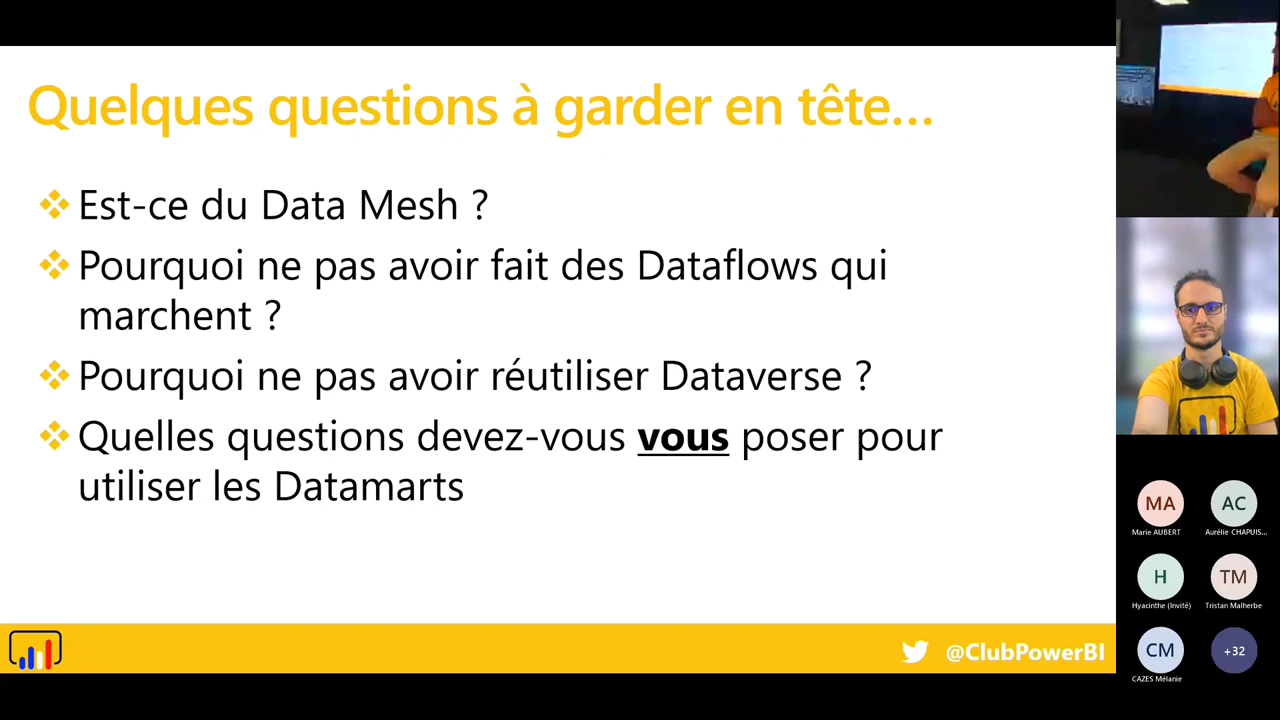 Quelques questions à garder en tête...
Est-ce du Data Mesh ?
Pourquoi ne pas avoir fait des Dataflows qui
marchent ?
Pourquoi ne pas avoir réutiliser Dataverse ?
Quelles questions devez-vous vous poser pour
utiliser les Datamarts
@ClubPowerBI
MA
AC
Marie AUBERT
Aurélie CHAPUIS...
H
TM
Hyacinthe (Invité)
Tristan Malherbe
CM
+32
CAZES Mélanie